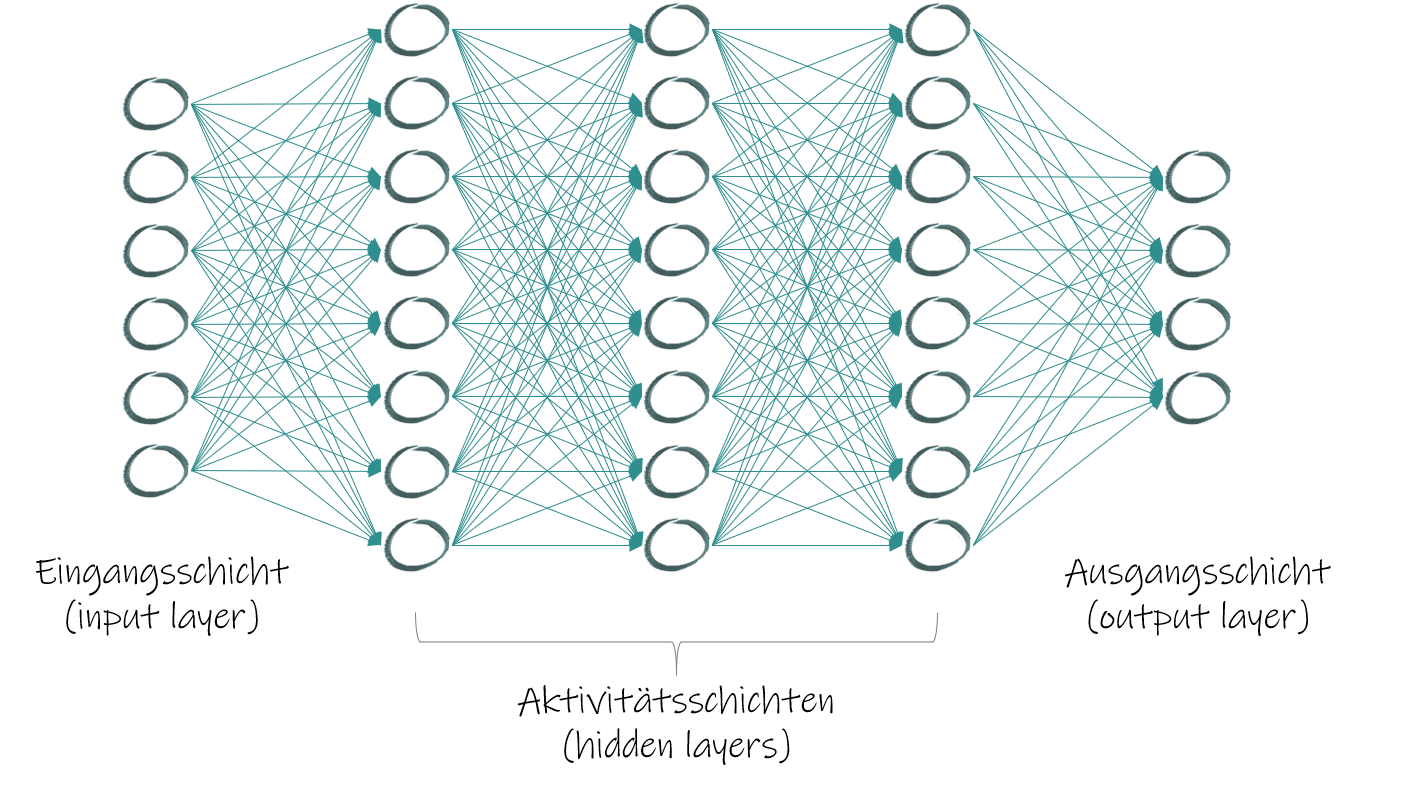 Eingangsschicht
(input layer)
Aktivitätsschichten
(hidden layers)
Ausgangsschicht
(output layer)